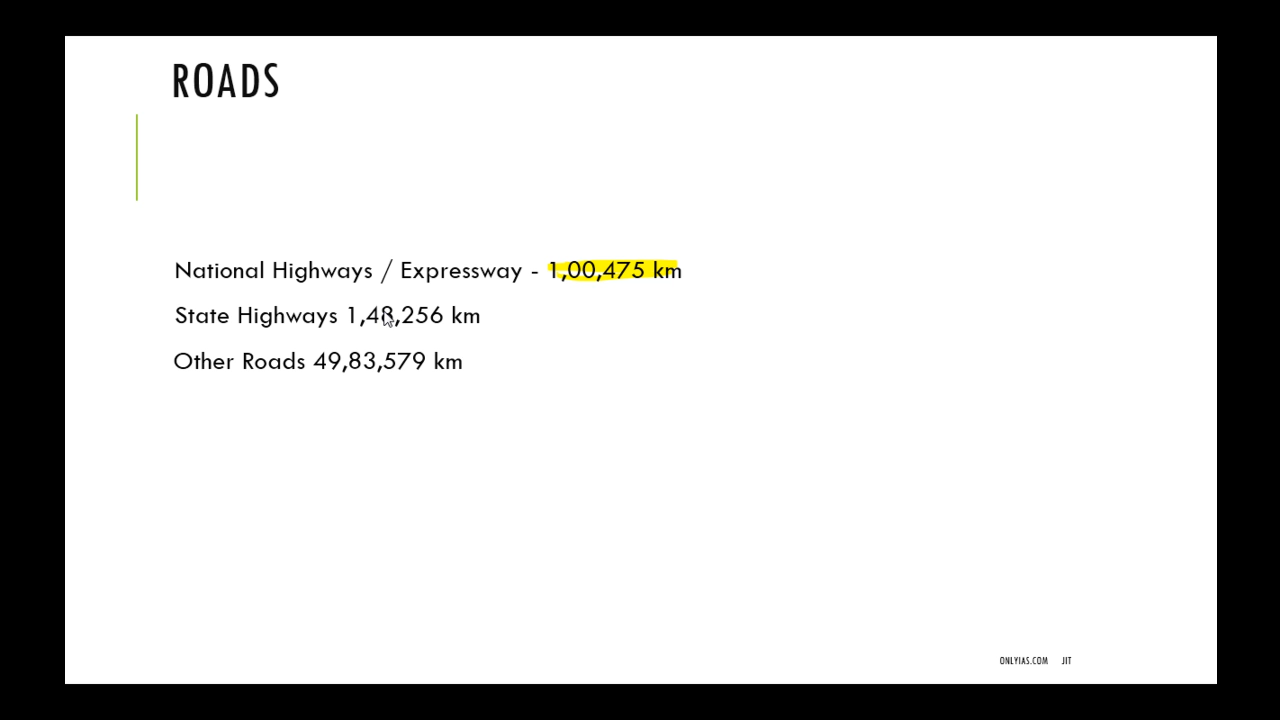 ROADS
National Highways / Expressway - 1,00,475 km
State Highways 1,48,256 km
Other Roads 49,83,579 km
ONLYIAS.COM JIT